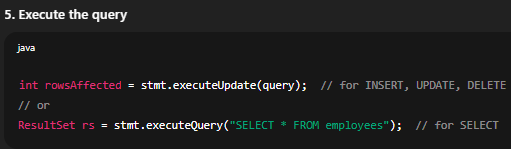 5. Execute the query
java
int rowsAffected = stmt.executeUpdate(query);  // for INSERT, UPDATE, DELETE
// or
ResultSet rs = stmt.executeQuery("SELECT * FROM employees");  // for SELECT